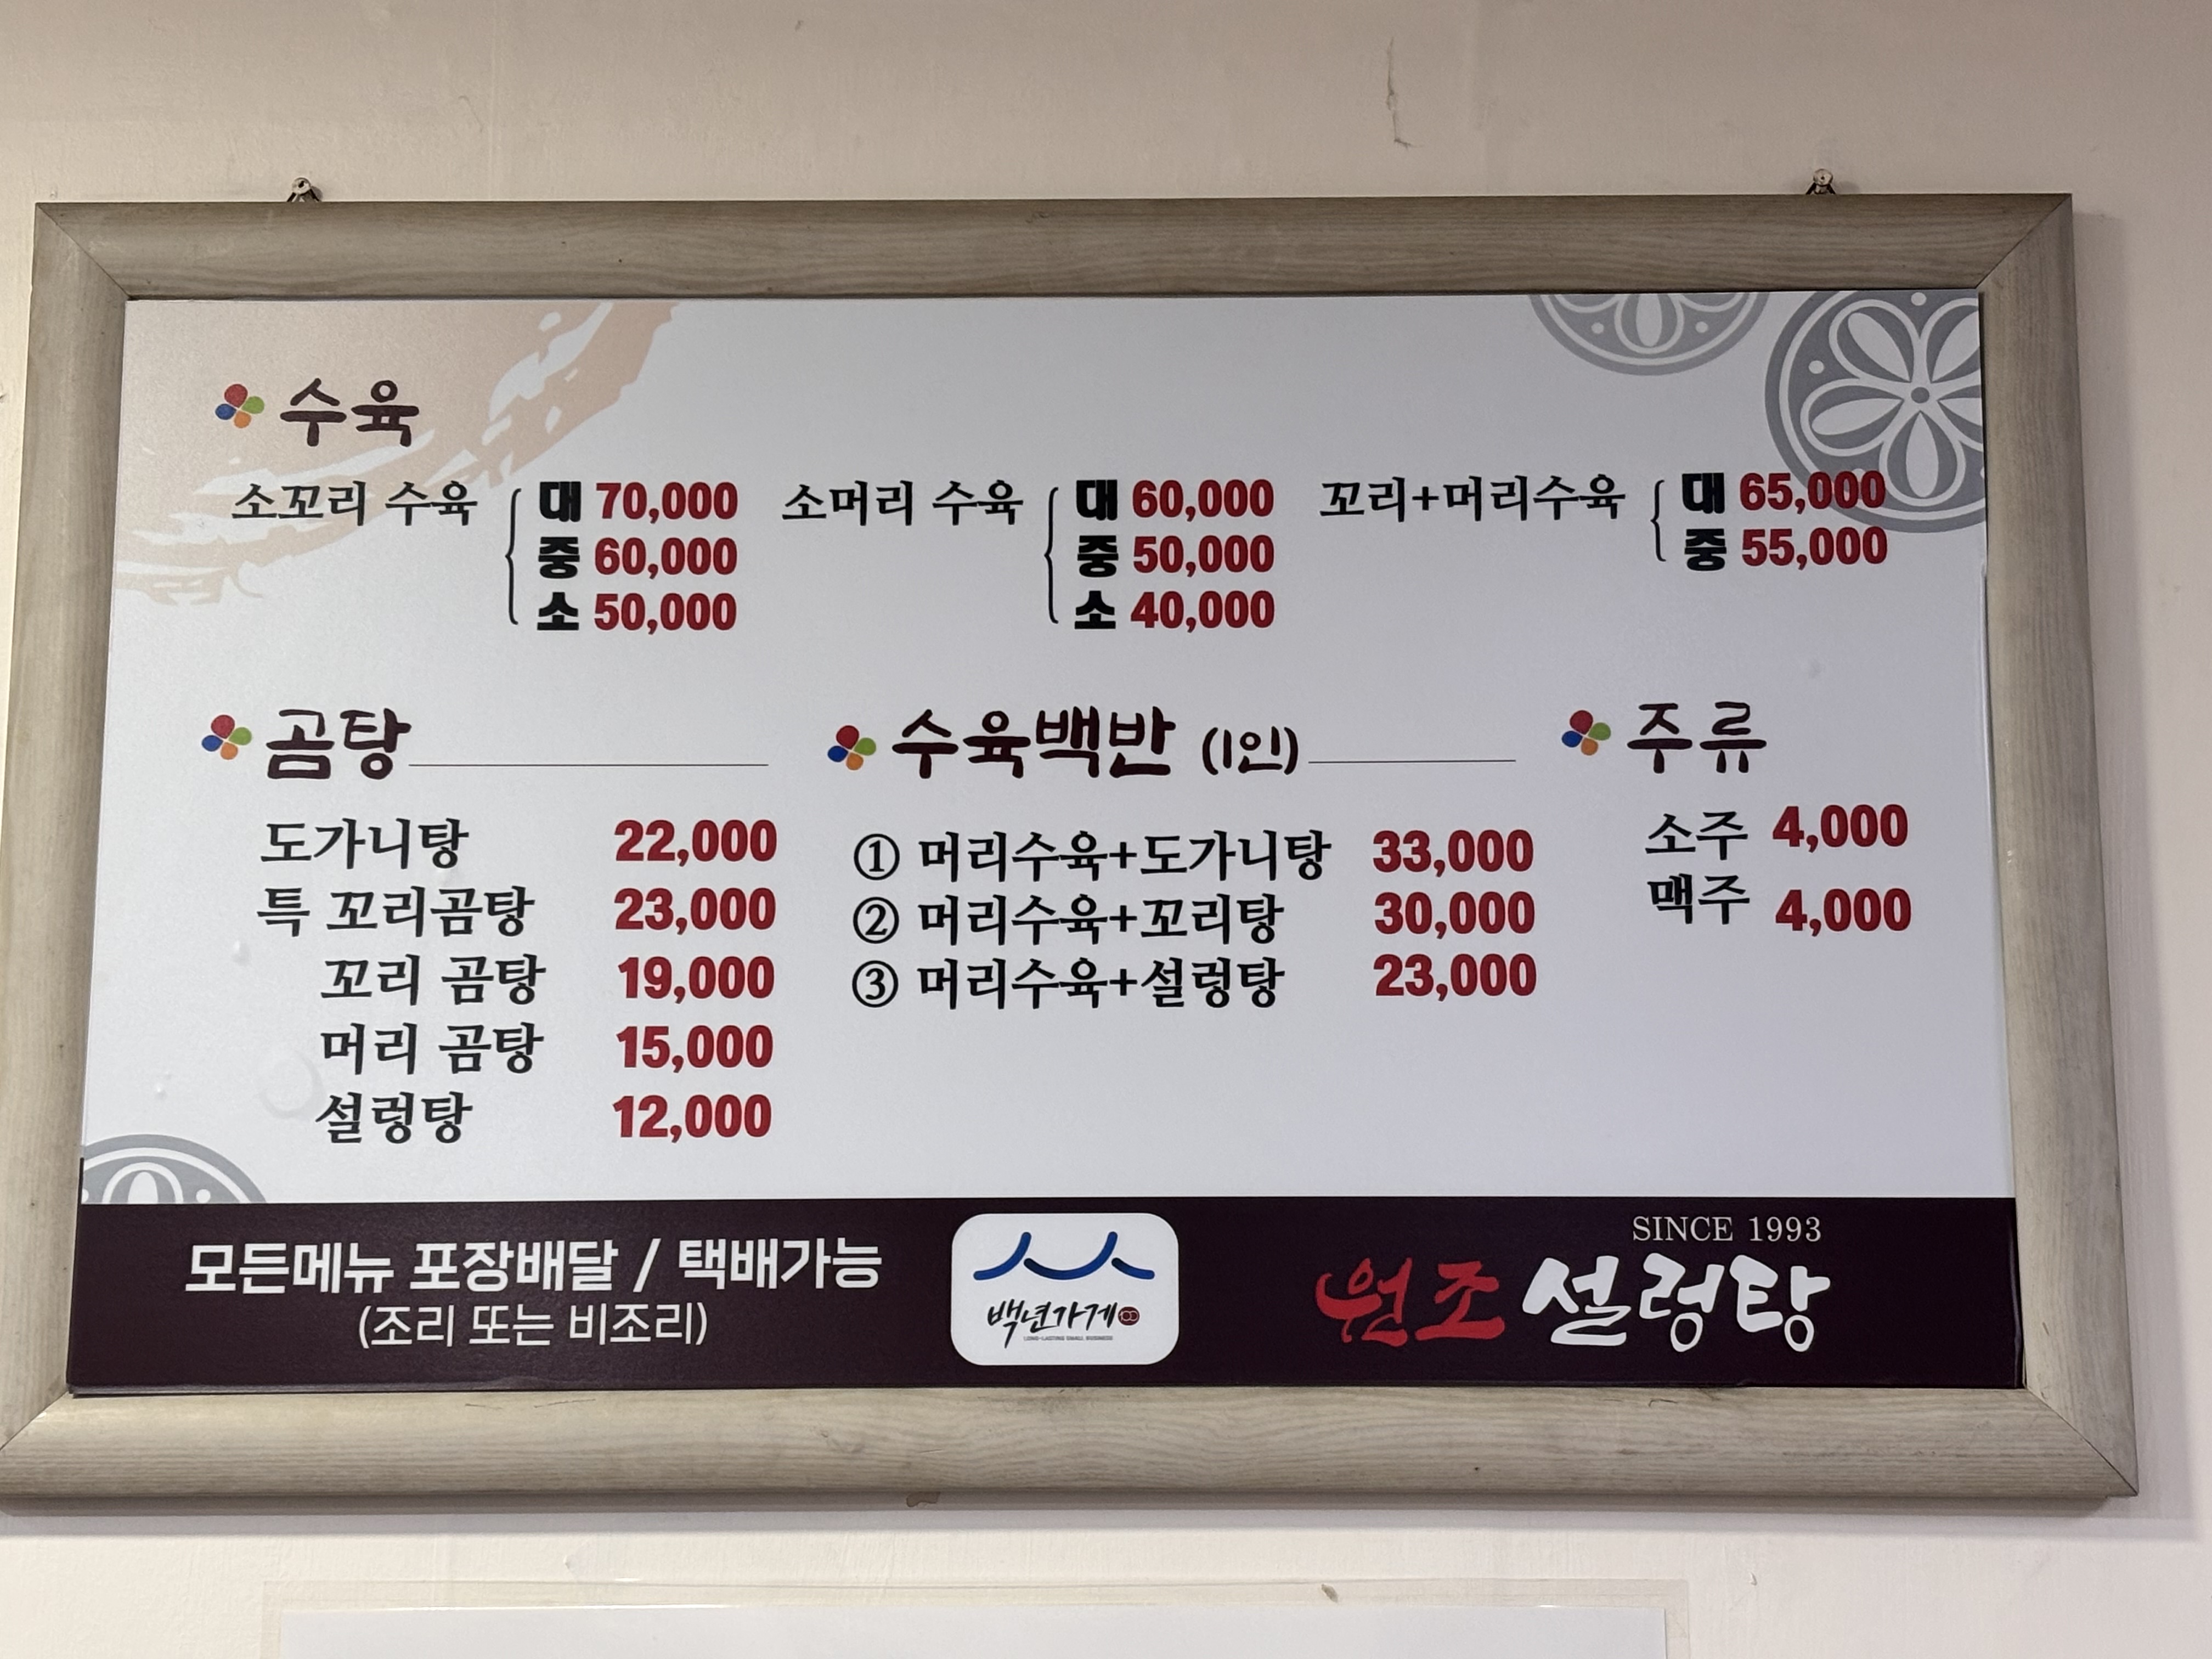 수육
소꼬리 수육
대 70,000
중 60,000
소 50,000
소머리 수육
대 60,000
중 50,000
소 40,000
꼬리+머리수육
대 65,000
중 55,000
곰탕
도가니탕 22,000
특 꼬리곰탕 23,000
꼬리 곰탕 19,000
머리 곰탕 15,000
설렁탕 12,000
수육백반 (1인)
① 머리수육+도가니탕 33,000
② 머리수육+꼬리탕 30,000
③ 머리수육+설렁탕 23,000
주류
소주 4,000
맥주 4,000
모든메뉴 포장배달 / 택배가능
(조리 또는 비조리)
백년가게
LONG-LASTING SMALL BUSINESS
SINCE 1993
원조 설렁탕